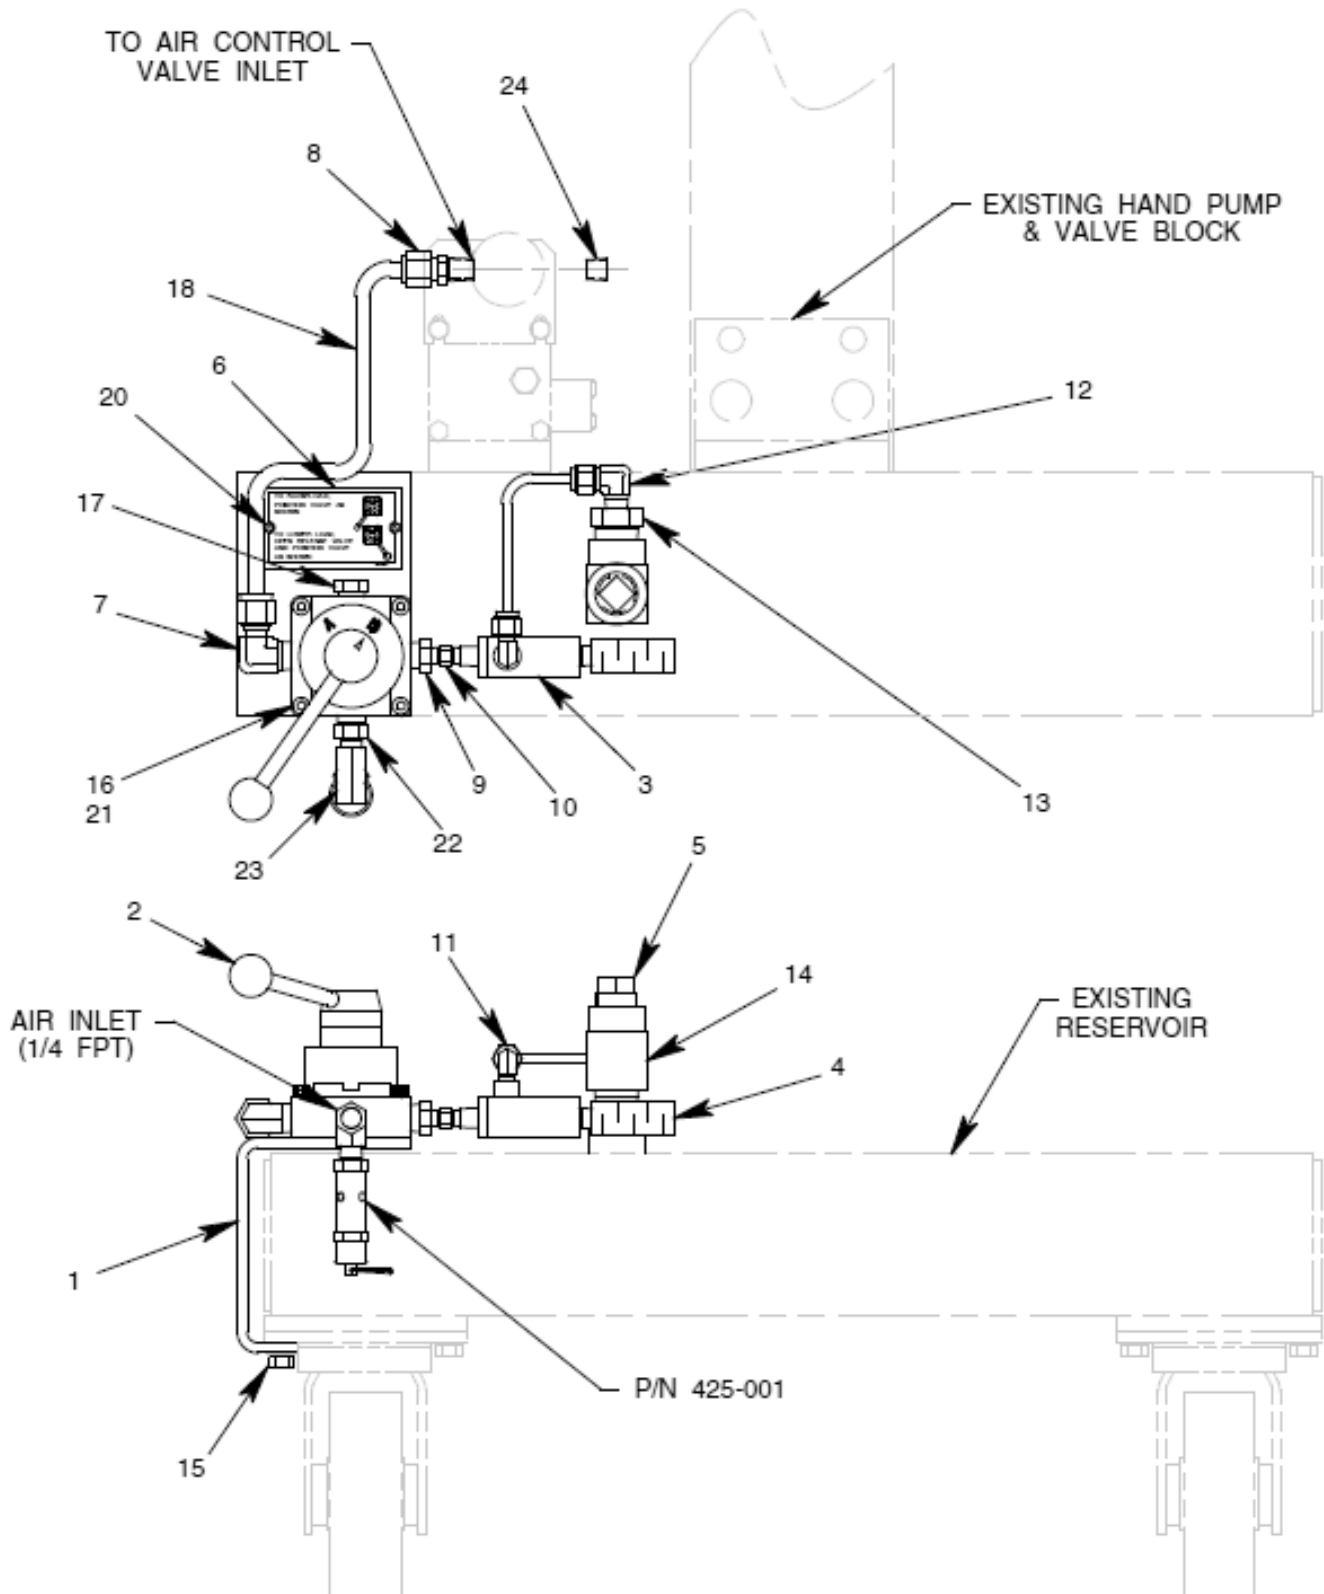 TO AIR CONTROL
VALVE INLET
24
8
EXISTING HAND PUMP
& VALVE BLOCK
18
6
12
20
17
7
A
B
16
21
9
10
3
13
22
23
5
2
11
14
EXISTING
RESERVOIR
AIR INLET
(1/4 FPT)
4
1
P/N 425-001
15